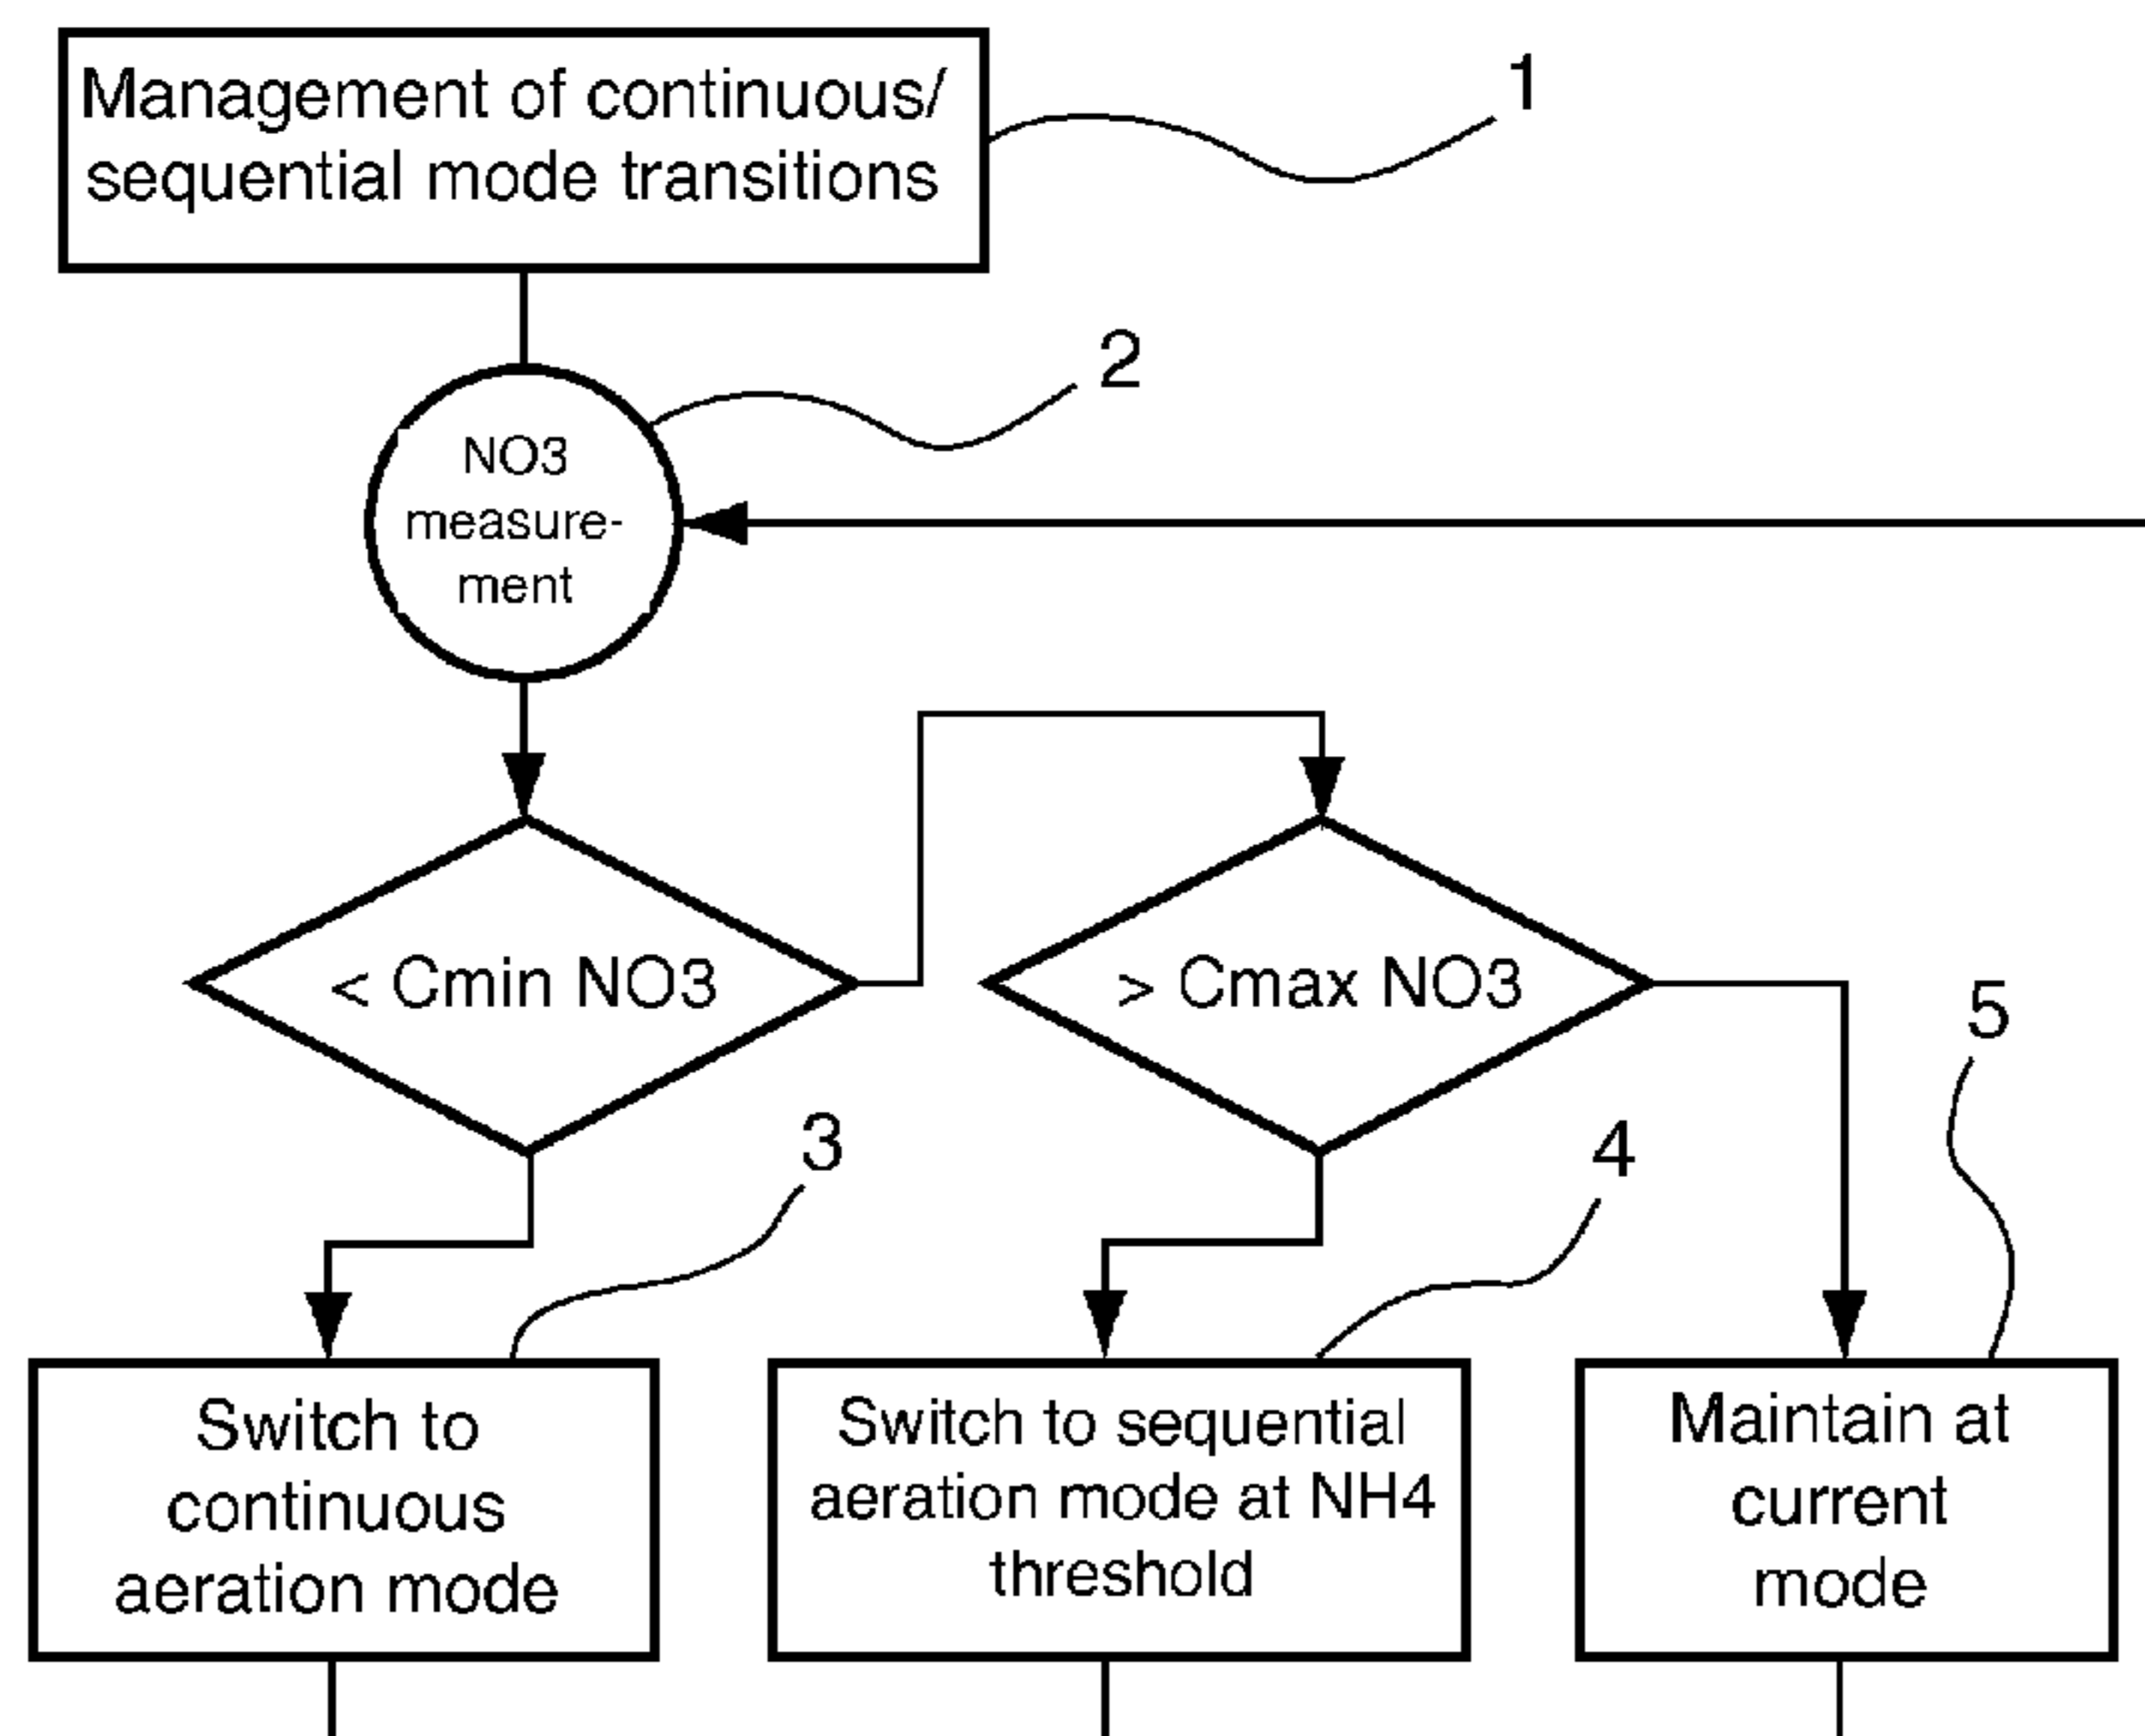 Management of continuous/
sequential mode transitions
1
2
NO3
measure-
ment
< Cmin NO3
> Cmax NO3
5
3
4
Switch to
continuous
aeration mode
Switch to sequential
aeration mode at NH4
threshold
Maintain at
current
mode